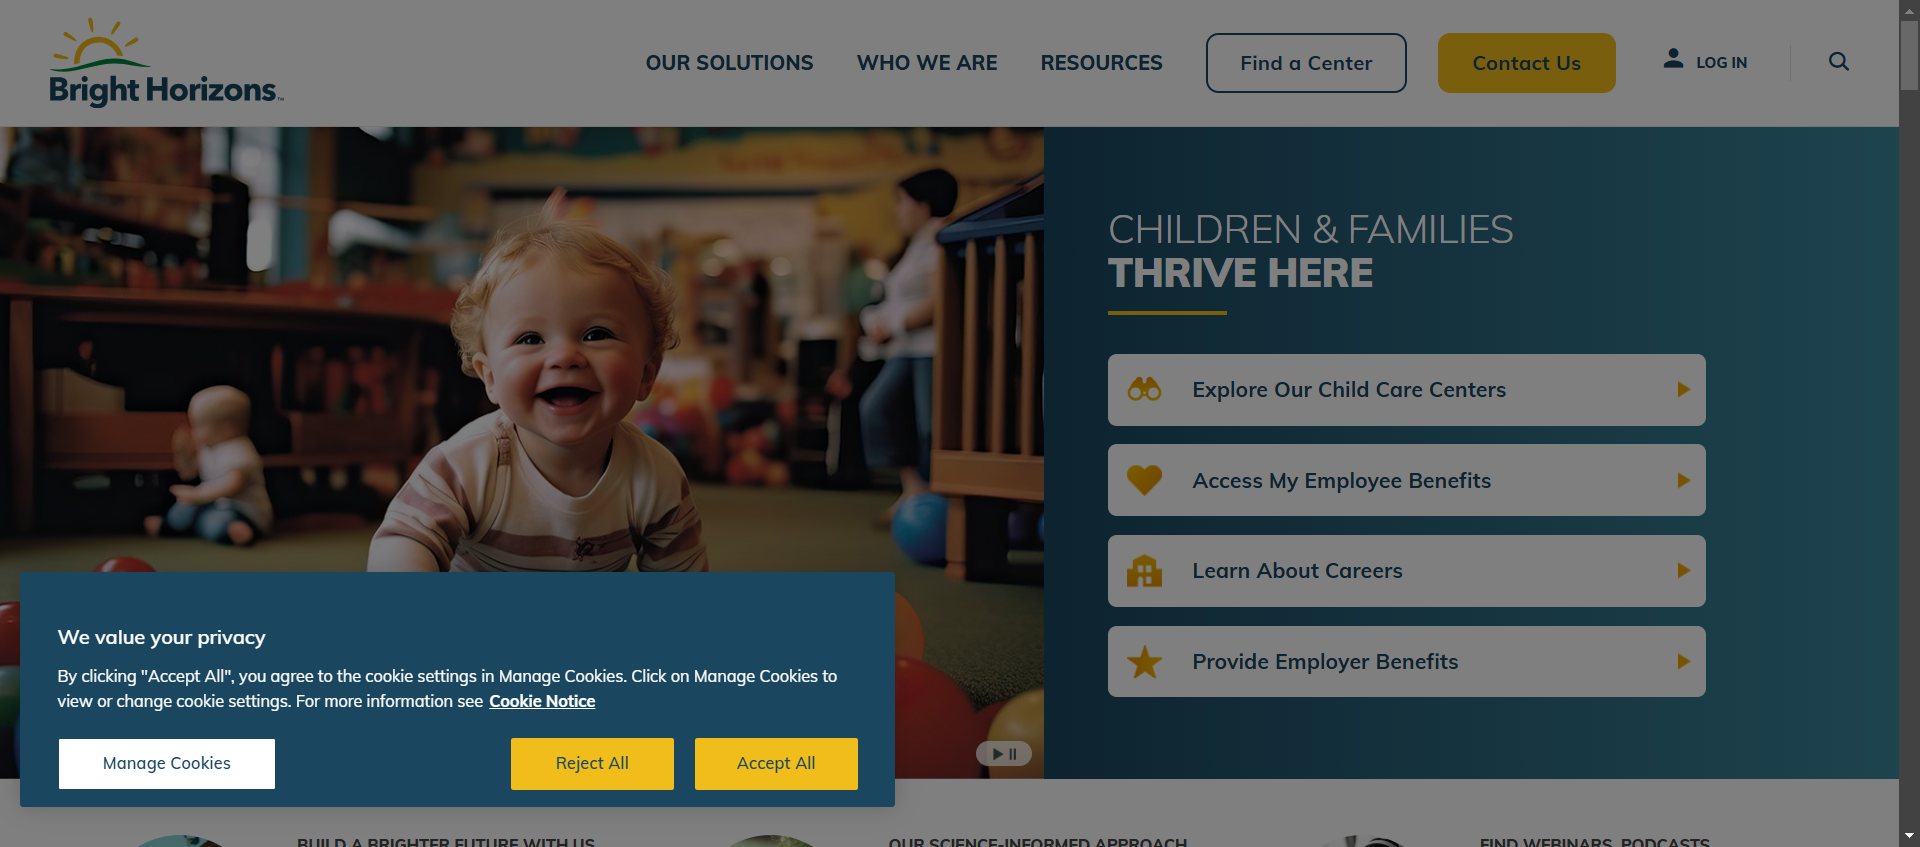 Bright Horizons™
OUR SOLUTIONS
WHO WE ARE
RESOURCES
Find a Center
Contact Us
LOG IN
CHILDREN & FAMILIES
THRIVE HERE
Explore Our Child Care Centers
Access My Employee Benefits
Learn About Careers
Provide Employer Benefits
We value your privacy
By clicking "Accept All", you agree to the cookie settings in Manage Cookies. Click on Manage Cookies to
view or change cookie settings. For more information see Cookie Notice
Manage Cookies
Reject All
Accept All
BUILD A BRIGHTER FUTURE WITH US
OUR SCIENCE-INFORMED APPROACH
FIND WEBINARS, PODCASTS